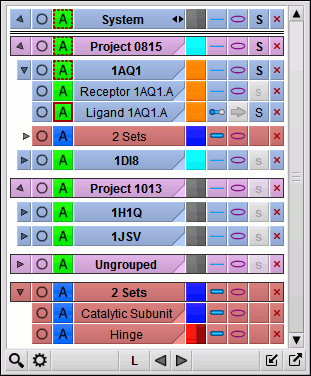 A System S
A Project 0815 S
A 1AQ1 S
A Receptor 1AQ1.A s
A Ligand 1AQ1.A S
A 2 Sets
A 1DI8 s
A Project 1013 s
A 1H1Q s
A 1JSV s
A Ungrouped s
A 2 Sets
A Catalytic Subunit
A Hinge
L